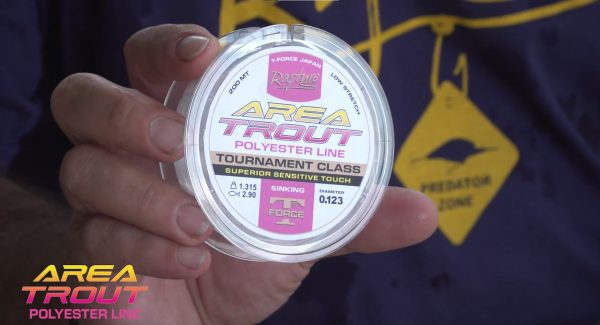 T-FORCE JAPAN
Rapture
200 MT
LOW STRETCH
AREA
TROUT
POLYESTER LINE
TOURNAMENT CLASS
SUPERIOR SENSITIVE TOUCH
1.315
2.90
SINKING
T
FORCE
DIAMETER
0.123
PREDATOR
ZONE
AREA
TROUT
POLYESTER LINE